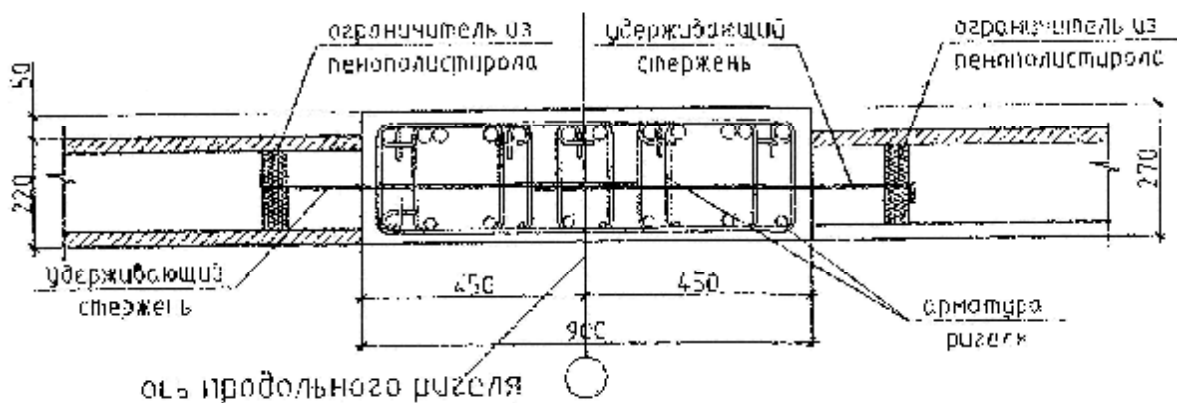 ограничитель из
пенополистирола
удерживающий
стержень
ограничитель из
пенополистирола
50
220
270
удерживающий
стержень
450
450
900
арматура
ригеля
ось продольного ригеля